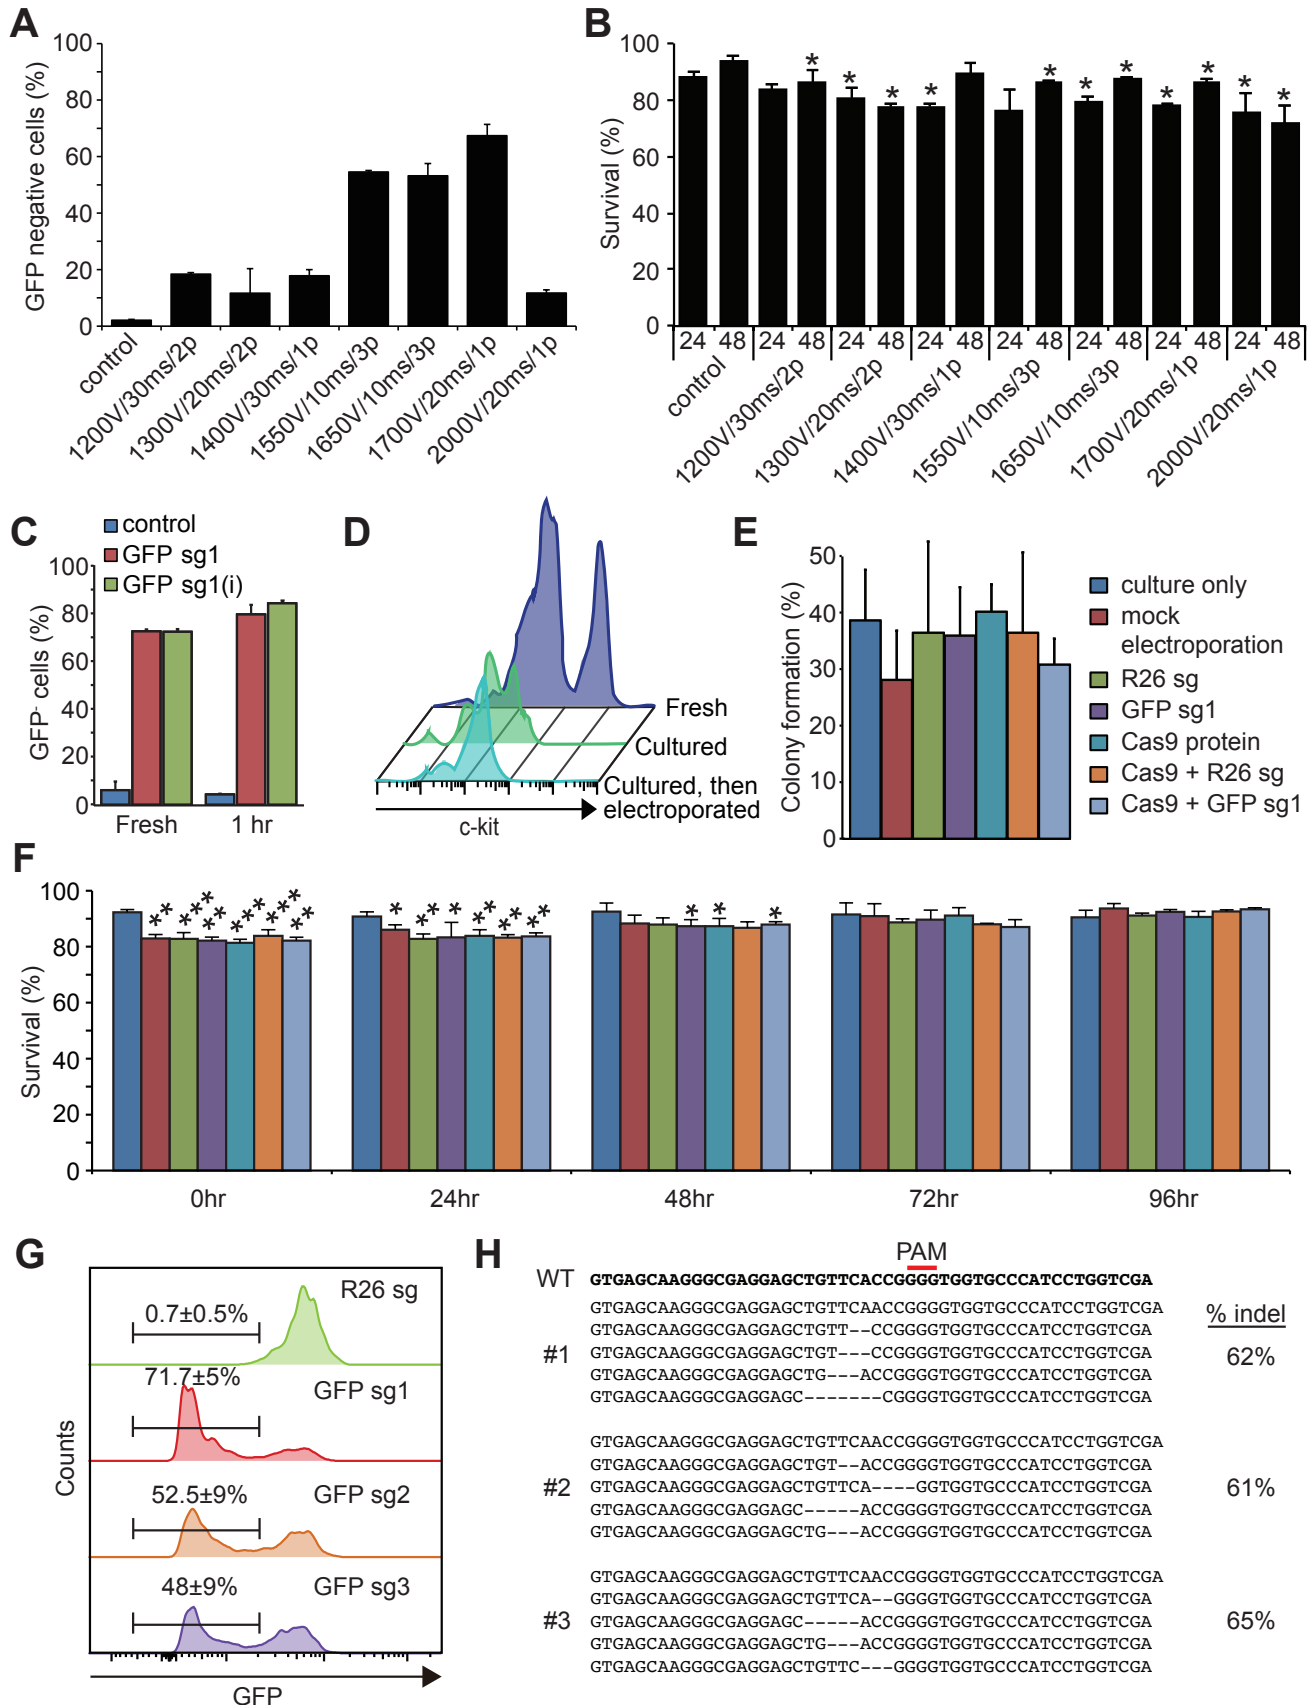 A
GFP negative cells (%)
100
80
60
40
20
0
control
1200V/30ms/2p
1300V/20ms/2p
1400V/30ms/1p
1550V/10ms/3p
1650V/10ms/3p
1700V/20ms/1p
2000V/20ms/1p
B
Survival (%)
100
80
60
40
20
0
* * * * * * * * * * *
24 48 24 48 24 48 24 48 24 48 24 48 24 48 24 48
control
1200V/30ms/2p
1300V/20ms/2p
1400V/30ms/1p
1550V/10ms/3p
1650V/10ms/3p
1700V/20ms/1p
2000V/20ms/1p
C
control
GFP sg1
GFP sg1(i)
GFP- cells (%)
100
80
60
40
20
0
Fresh
1 hr
D
Fresh
Cultured
Cultured, then
electroporated
c-kit
E
Colony formation (%)
50
40
30
20
10
0
culture only
mock
electroporation
R26 sg
GFP sg1
Cas9 protein
Cas9 + R26 sg
Cas9 + GFP sg1
F
Survival (%)
100
80
60
40
20
0
** *** ** *** *** **
* ** * ** ** **
* * *
0hr
24hr
48hr
72hr
96hr
G
Counts
R26 sg
0.7±0.5%
GFP sg1
71.7±5%
GFP sg2
52.5±9%
GFP sg3
48±9%
GFP
H
PAM
WT GTGAGCAAGGGCGAGGAGCTGTTCACCGGGGTGGTGCCCATCCTGGTCGA
% indel
#1
GTGAGCAAGGGCGAGGAGCTGTTCAACCGGGGTGGTGCCCATCCTGGTCGA
GTGAGCAAGGGCGAGGAGCTGTT--CCGGGGTGGTGCCCATCCTGGTCGA
GTGAGCAAGGGCGAGGAGCTGT---CCGGGGTGGTGCCCATCCTGGTCGA
GTGAGCAAGGGCGAGGAGCTG---ACCGGGGTGGTGCCCATCCTGGTCGA
GTGAGCAAGGGCGAGGAGC-------CGGGGTGGTGCCCATCCTGGTCGA
62%
#2
GTGAGCAAGGGCGAGGAGCTGTTCAACCGGGGTGGTGCCCATCCTGGTCGA
GTGAGCAAGGGCGAGGAGCTGT--ACCGGGGTGGTGCCCATCCTGGTCGA
GTGAGCAAGGGCGAGGAGCTGTTCA----GGTGGTGCCCATCCTGGTCGA
GTGAGCAAGGGCGAGGAGC-----ACCGGGGTGGTGCCCATCCTGGTCGA
GTGAGCAAGGGCGAGGAGCTG---ACCGGGGTGGTGCCCATCCTGGTCGA
61%
#3
GTGAGCAAGGGCGAGGAGCTGTTCAACCGGGGTGGTGCCCATCCTGGTCGA
GTGAGCAAGGGCGAGGAGCTGTTCA--GGGGTGGTGCCCATCCTGGTCGA
GTGAGCAAGGGCGAGGAGC-----ACCGGGGTGGTGCCCATCCTGGTCGA
GTGAGCAAGGGCGAGGAGCTG---ACCGGGGTGGTGCCCATCCTGGTCGA
GTGAGCAAGGGCGAGGAGCTGTTC---GGGGTGGTGCCCATCCTGGTCGA
65%